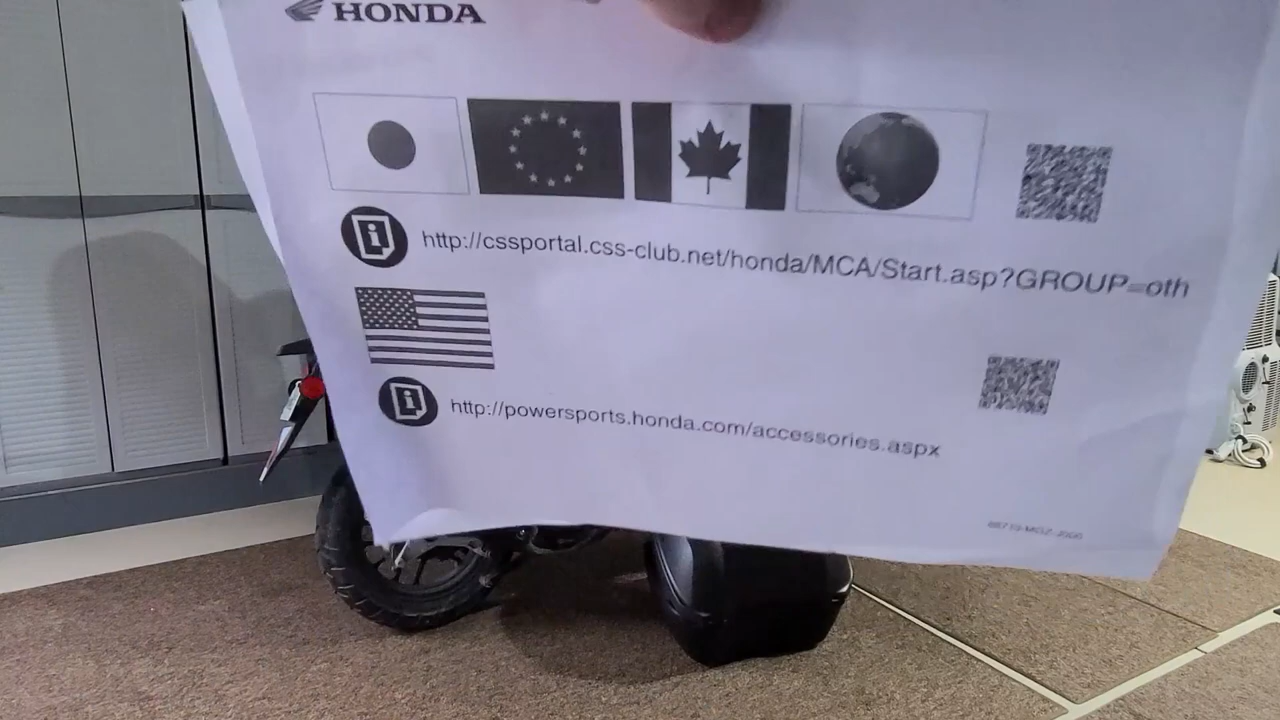 HONDA
http://cssportal.css-club.net/honda/MCA/Start.asp?GROUP=oth
http://powersports.honda.com/accessories.aspx